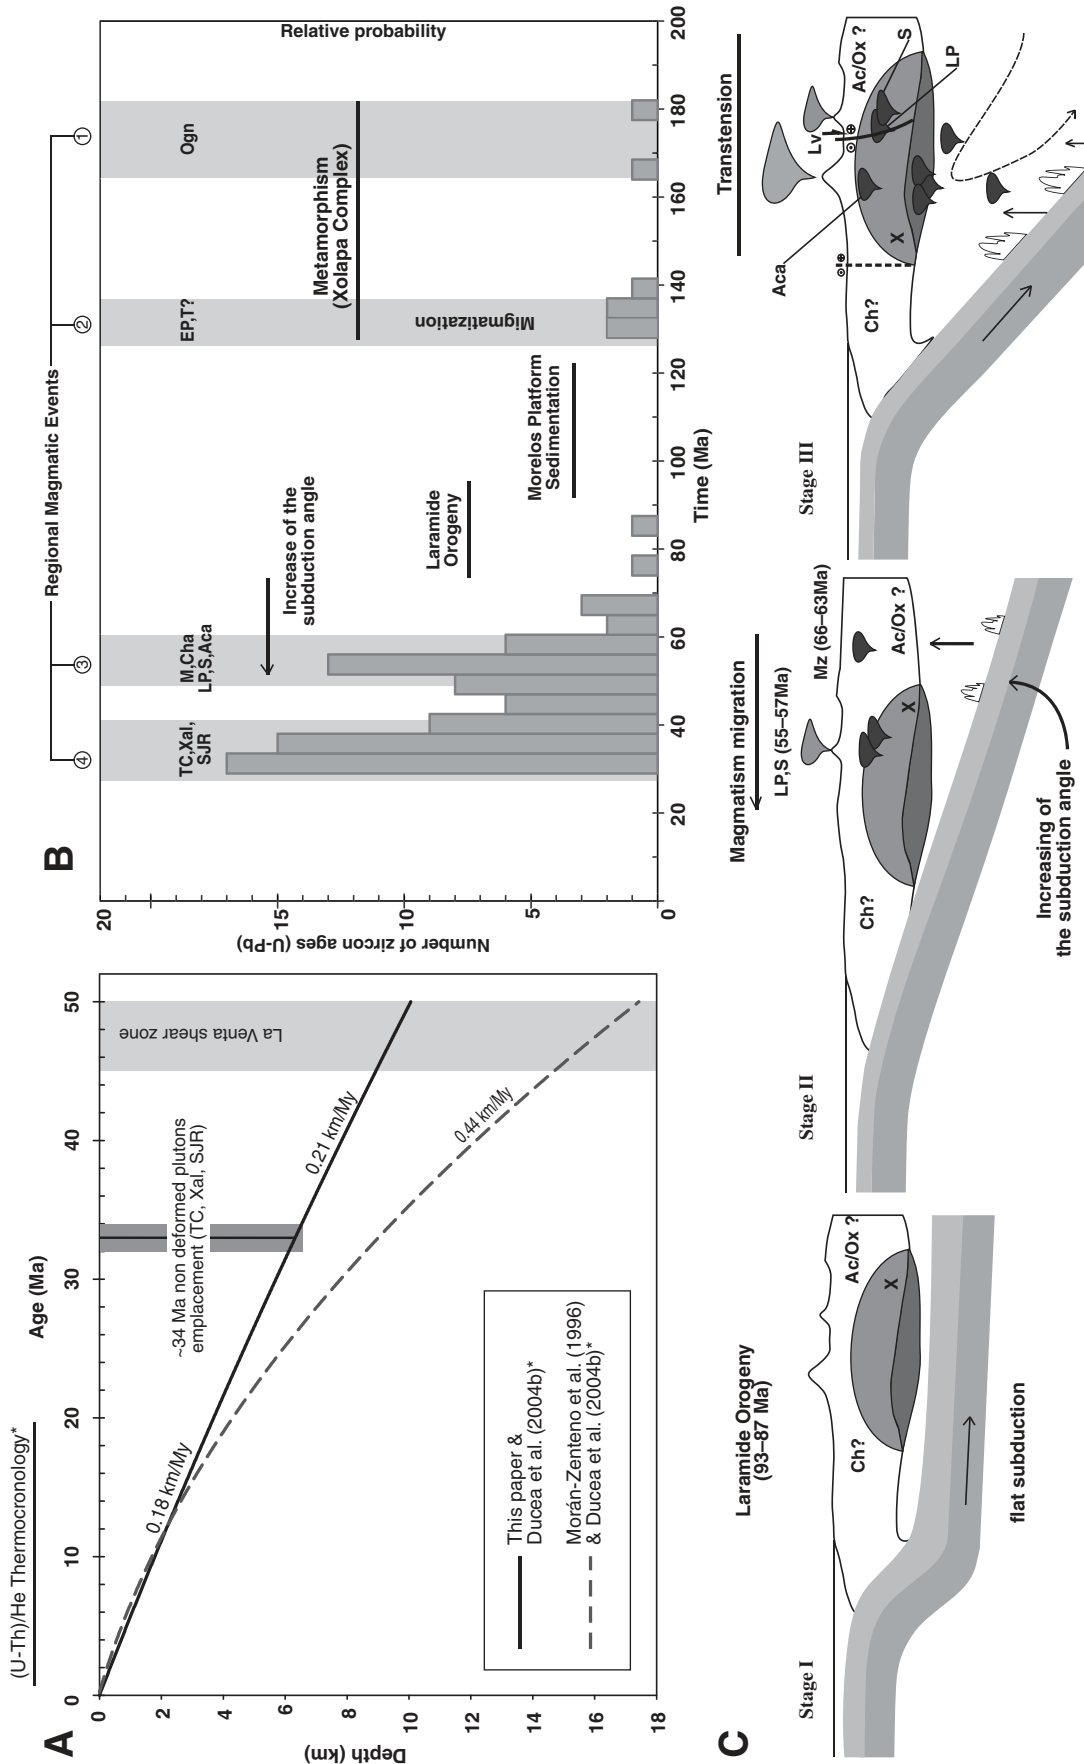 A
(U-Th)/He Thermocronology*
Age (Ma)
0
10
20
30
40
50
Depth (km)
0
2
4
6
8
10
12
14
16
18
0.18 km/My
0.21 km/My
0.44 km/My
~34 Ma non deformed plutons
emplacement (TC, Xal, SJR)
La Venta shear zone
This paper &
Ducea et al. (2004b)*
Morán-Zenteno et al. (1996)
& Ducea et al. (2004b)*
B
Regional Magmatic Events
4
3
2
1
TC,Xal,
SJR
M,Cha
LP,S,Aca
EP,T?
Ogn
Increase of the
subduction angle
Laramide
Orogeny
Morelos Platform
Sedimentation
Migmatization
Metamorphism
(Xolapa Complex)
Relative probability
Number of zircon ages (U-Pb)
20
15
10
5
0
20
40
60
80
100
120
140
160
180
200
Time (Ma)
C
Stage I
Laramide Orogeny
(93–87 Ma)
Ch?
X
Ac/Ox ?
flat subduction
Stage II
Magmatism migration
LP,S (55–57Ma)
Mz (66–63Ma)
Ch?
X
Ac/Ox ?
Increasing of
the subduction angle
Stage III
Transtension
Aca
Lv
Ac/Ox ?
S
LP
Ch?
X